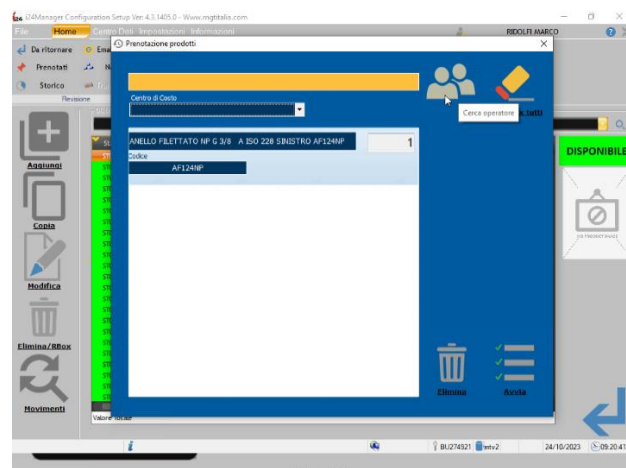 i24Manager Configuration Setup Ver: 4.3.1405.0 - Www.mgtitalia.com
File Home Centro Dati Impostazioni Informazioni RIDOLFI MARCO
Prenotazione prodotti
Da ritornare
Prenotati
Storico
Revisione
Centro di Costo
Cerca operatore
tutti
ANELLO FILETTATO NP G 3/8 A ISO 228 SINISTRO AF124NP 1
Codice
AF124NP
DISPONIBILE
Aggiungi
Copia
Modifica
Elimina/RBox
Movimenti
Elimina
Avvia
BU274921 mtv2 24/10/2023 09:20:41